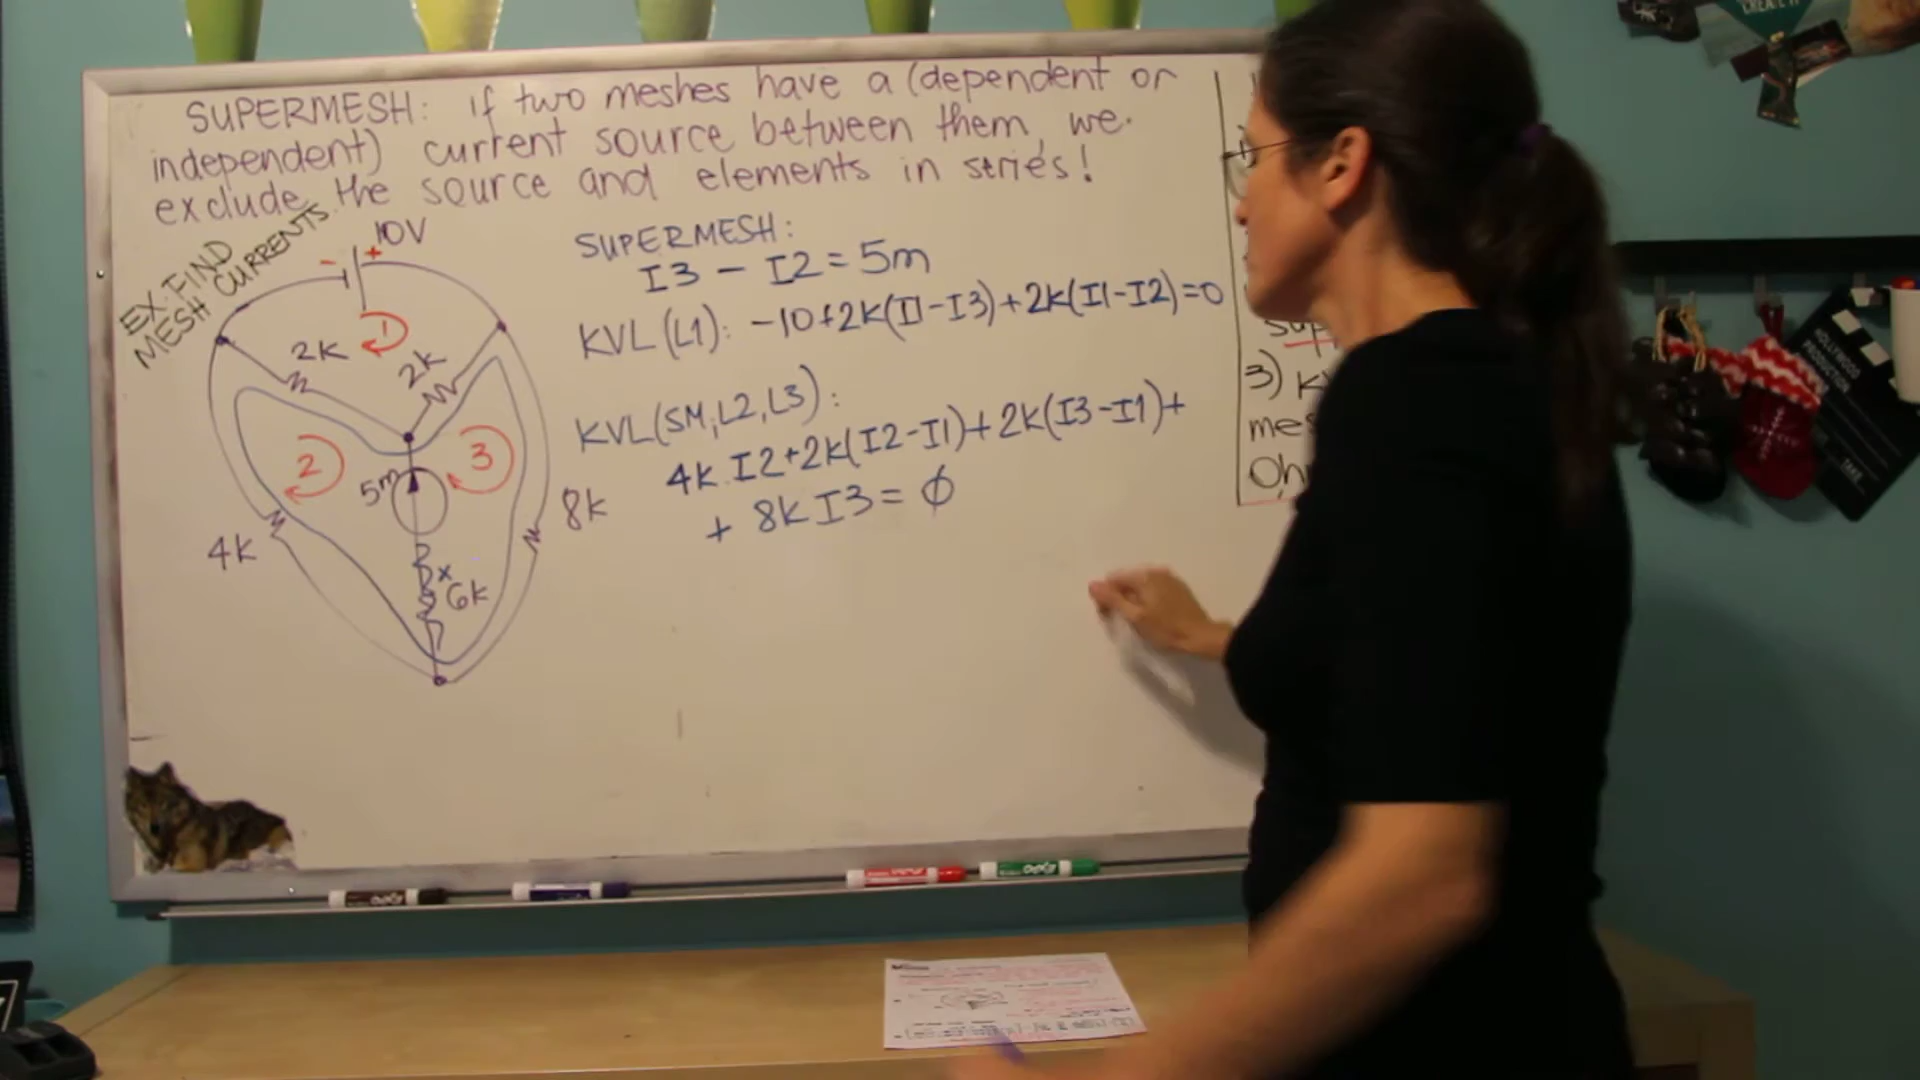 SUPERMESH: if two meshes have a (dependent or
independent) current source between them, we
exclude the source and elements in series!
EX: FIND
MESH CURRENTS
10V
- +
1
2K
2K
2
3
5m
4K
8K
x
6K
SUPERMESH:
I3 - I2 = 5m
KVL (L1): -10+2K(I1-I3)+2K(I1-I2)=0
KVL(SM, L2, L3):
4K I2+2K(I2-I1)+2K(I3-I1)+
+ 8K I3 = ϕ
3)
HOLLYWOOD
TAKE